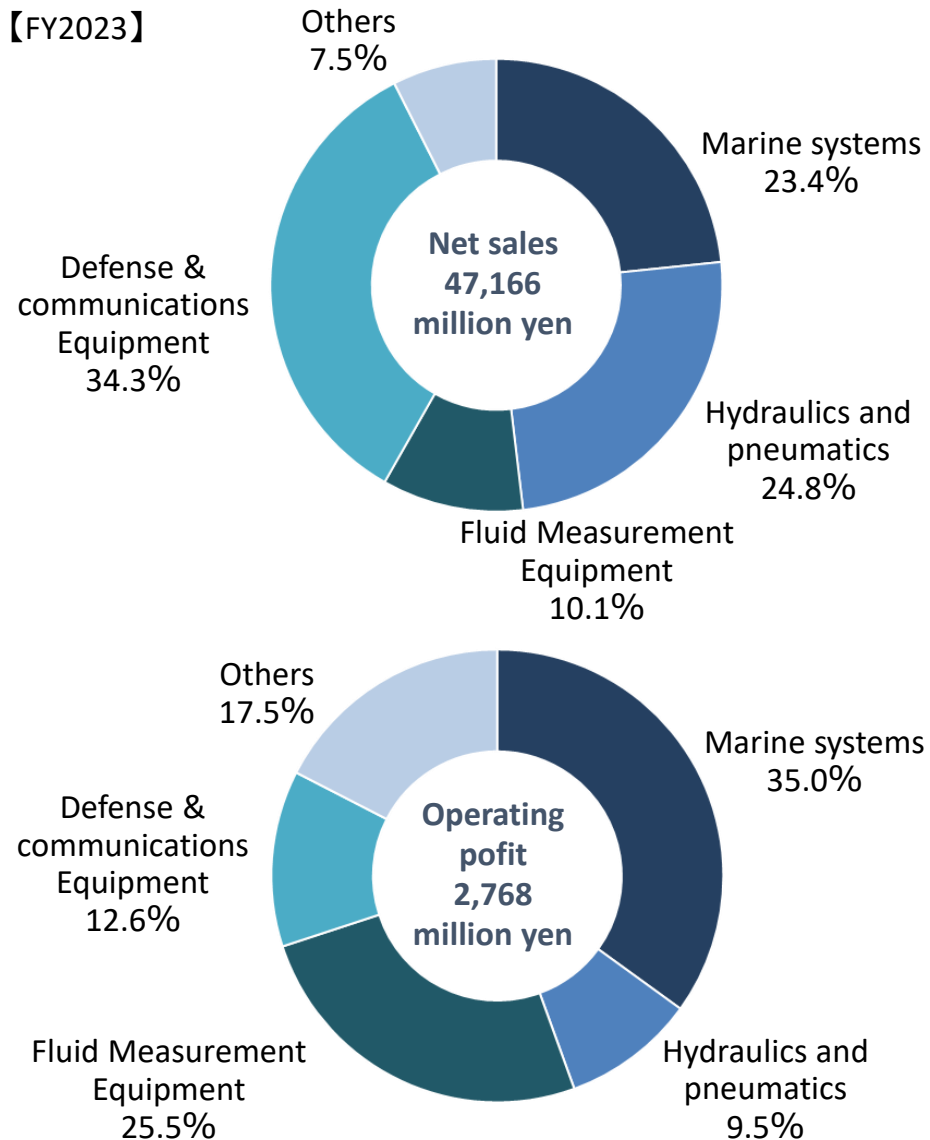 【FY2023】
Others
7.5%
Marine systems
23.4%
Net sales
47,166
million yen
Defense &
communications
Equipment
34.3%
Hydraulics and
pneumatics
24.8%
Fluid Measurement
Equipment
10.1%
Others
17.5%
Marine systems
35.0%
Defense &
communications
Equipment
12.6%
Operating
pofit
2,768
million yen
Fluid Measurement
Equipment
25.5%
Hydraulics and
pneumatics
9.5%